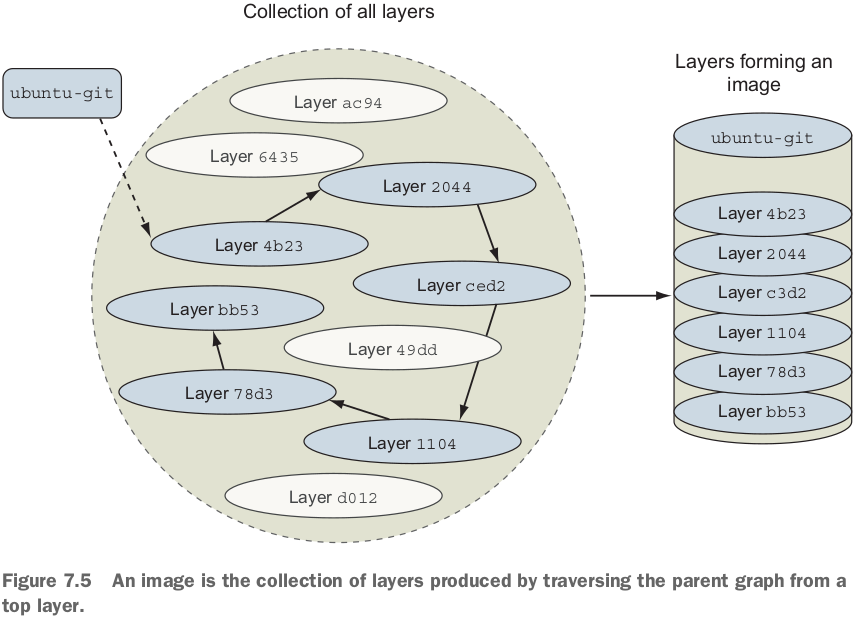 Collection of all layers
Layers forming an
image
ubuntu-git
Layer ac94
Layer 6435
Layer 2044
Layer 4b23
Layer ced2
Layer bb53
Layer 49dd
Layer 78d3
Layer 1104
Layer d012
ubuntu-git
Layer 4b23
Layer 2044
Layer c3d2
Layer 1104
Layer 78d3
Layer bb53
Figure 7.5 An image is the collection of layers produced by traversing the parent graph from a
top layer.